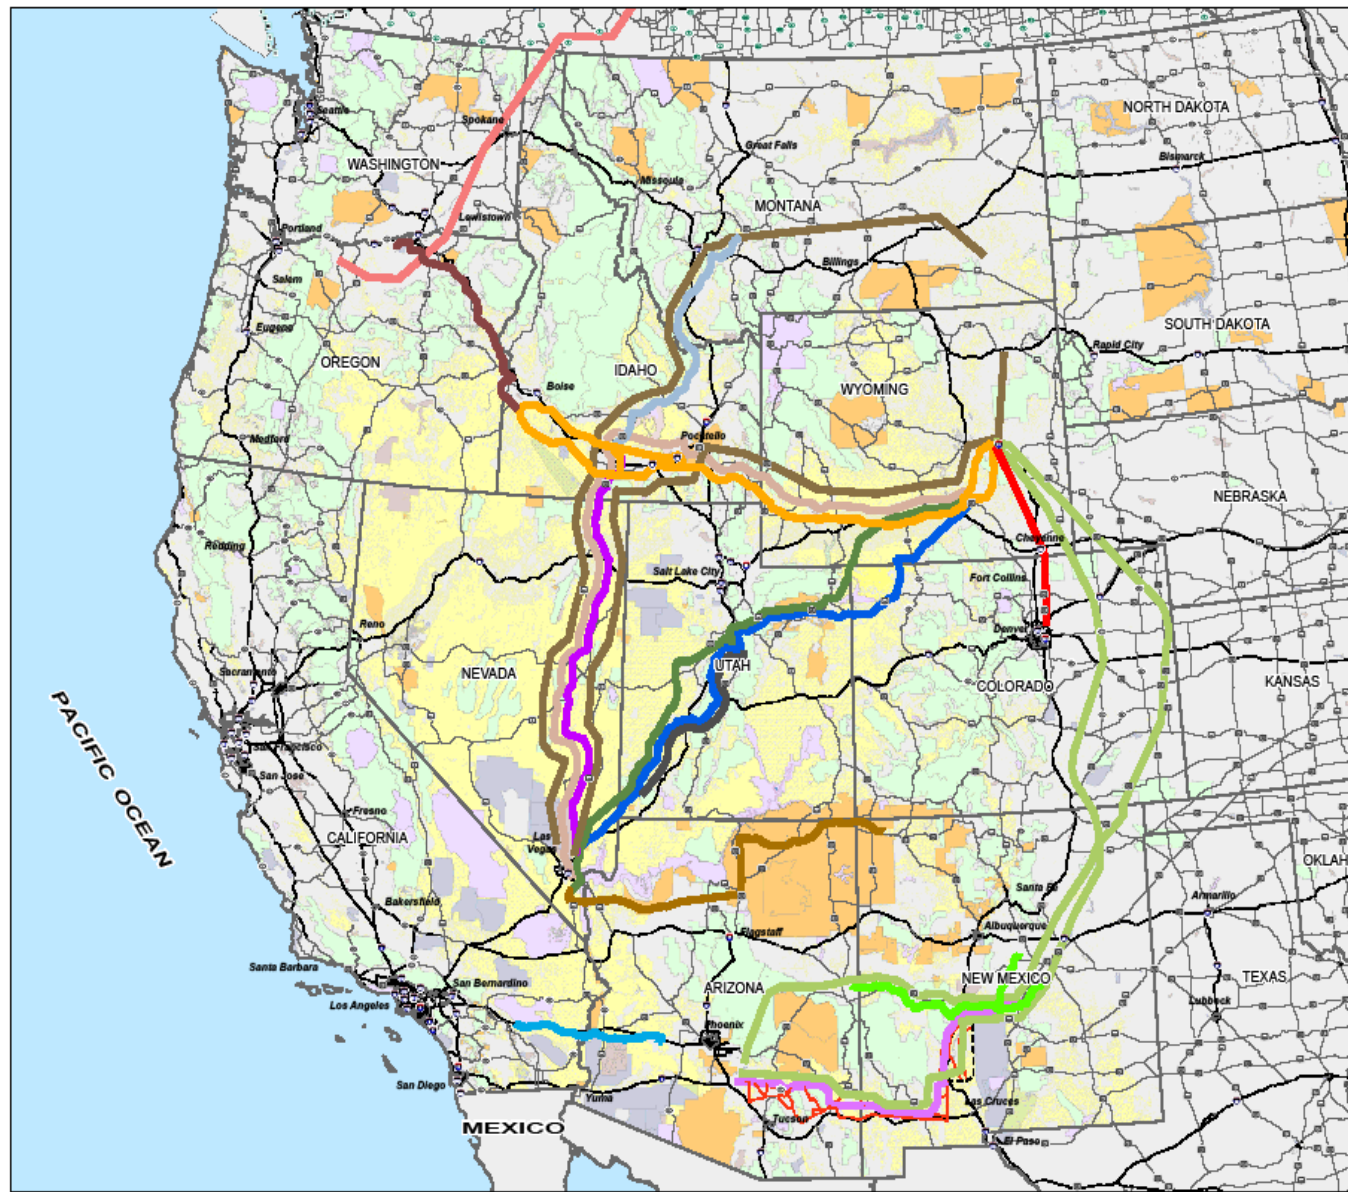 NORTH DAKOTA
Seattle
Spokane
Great Falls
Bismarck
WASHINGTON
Missoula
MONTANA
Lewistown
Portland
Billings
Salem
SOUTH DAKOTA
Eugene
Rapid City
OREGON
IDAHO
Boise
WYOMING
Medford
Pocatello
NEBRASKA
Redding
Cheyenne
Salt Lake City
Fort Collins
Reno
Denver
UTAH
NEVADA
Sacramento
COLORADO
KANSAS
PACIFIC OCEAN
San Francisco
San Jose
Fresno
CALIFORNIA
Las
Vegas
OKLAH
Santa Fe
Amarillo
Bakersfield
Albuquerque
Flagstaff
Santa Barbara
San Bernardino
NEW MEXICO
TEXAS
ARIZONA
Los Angeles
Lubbock
Phoenix
San Diego
Yuma
Las Cruces
Tucson
MEXICO
El Paso